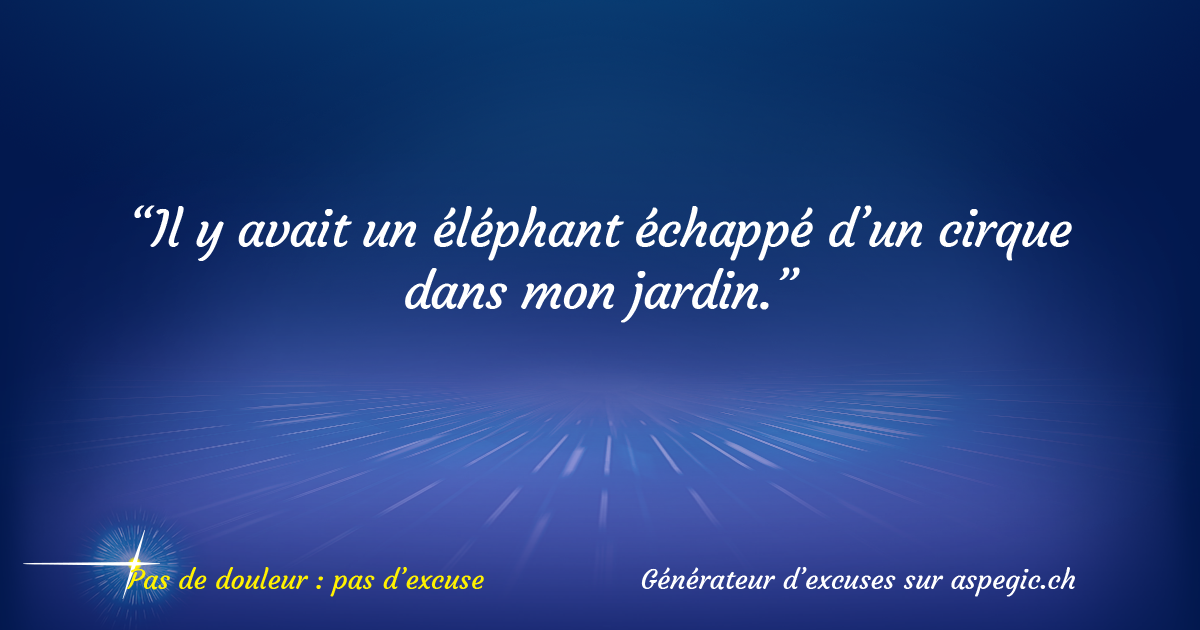 “Il y avait un éléphant échappé d’un cirque
dans mon jardin.”
Pas de douleur : pas d’excuse
Générateur d’excuses sur aspegic.ch